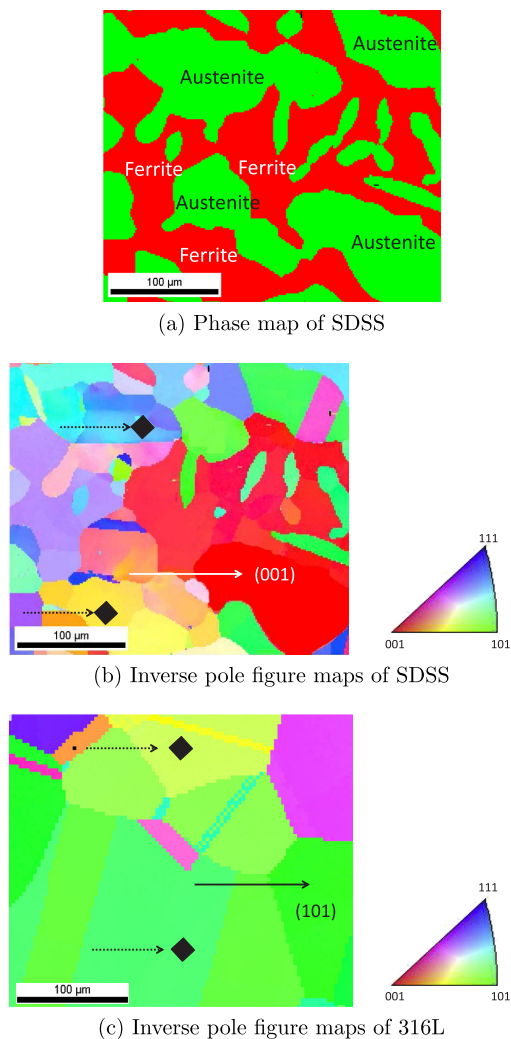 Austenite
Austenite
Ferrite
Ferrite
Austenite
Austenite
Ferrite
100 µm
(a) Phase map of SDSS
(001)
100 µm
111
001
101
(b) Inverse pole figure maps of SDSS
(101)
100 µm
111
001
101
(c) Inverse pole figure maps of 316L